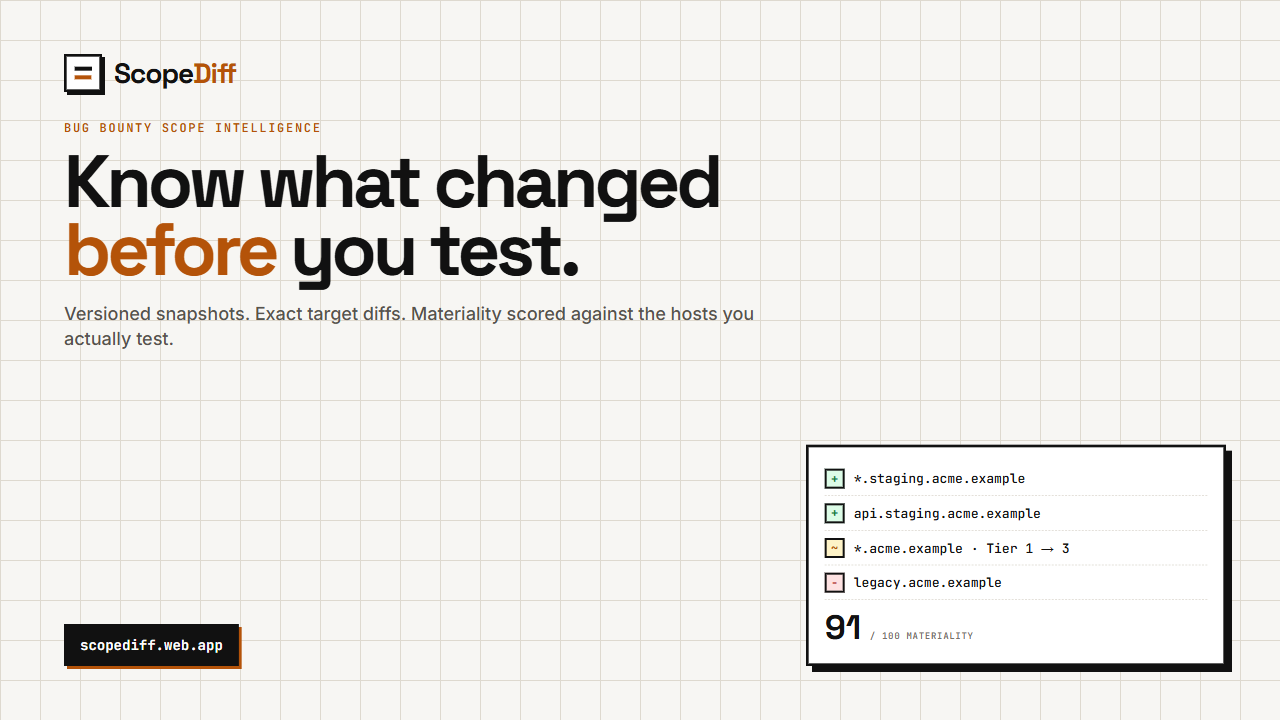 ScopeDiff
BUG BOUNTY SCOPE INTELLIGENCE
Know what changed
before you test.
Versioned snapshots. Exact target diffs. Materiality scored against the hosts you
actually test.
+ *.staging.acme.example
+ api.staging.acme.example
~ *.acme.example · Tier 1 → 3
- legacy.acme.example
91 / 100 MATERIALITY
scopediff.web.app